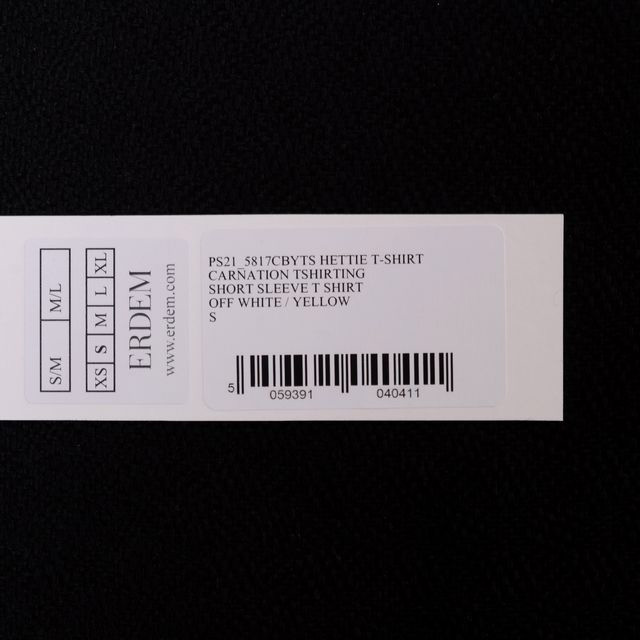 S/M M/L
XS S M L XL
ERDEM
www.erdem.com
PS21_5817CBYTS HETTIE T-SHIRT
CARNATION TSHIRTING
SHORT SLEEVE T SHIRT
OFF WHITE / YELLOW
S
5 059391 040411